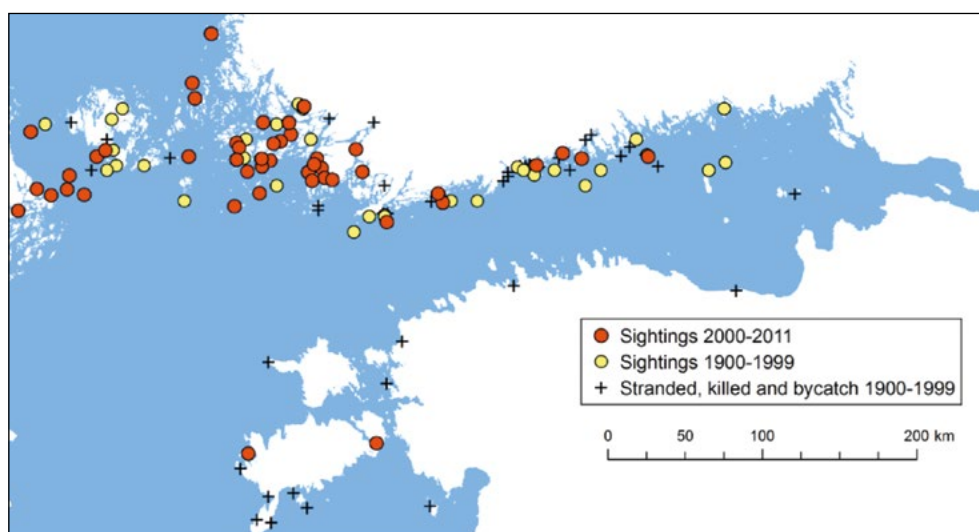 Sightings 2000-2011
Sightings 1900-1999
Stranded, killed and bycatch 1900-1999
0 50 100 200 km